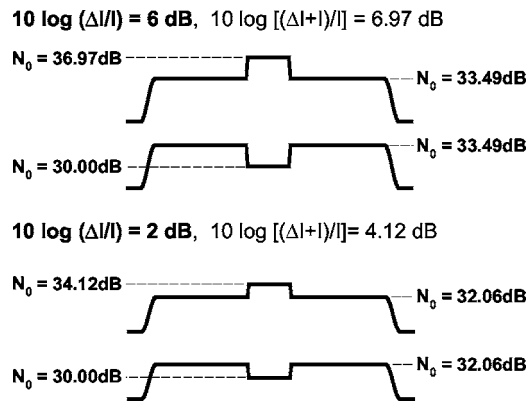 10 log (ΔI/I) = 6 dB, 10 log [(ΔI+I)/I] = 6.97 dB
N₀ = 36.97dB
N₀ = 33.49dB
N₀ = 33.49dB
N₀ = 30.00dB
10 log (ΔI/I) = 2 dB, 10 log [(ΔI+I)/I]= 4.12 dB
N₀ = 34.12dB
N₀ = 32.06dB
N₀ = 32.06dB
N₀ = 30.00dB